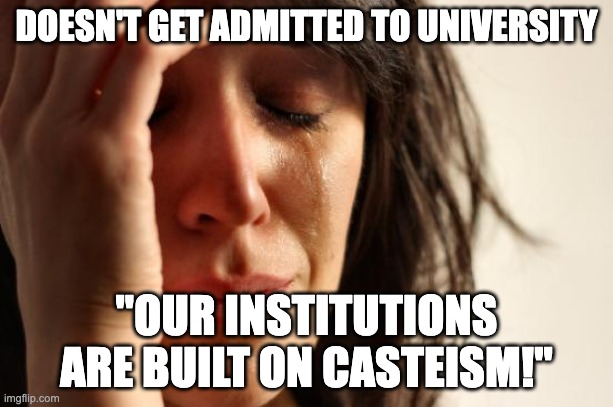 DOESN'T GET ADMITTED TO UNIVERSITY
"OUR INSTITUTIONS
ARE BUILT ON CASTEISM!"
imgflip.com